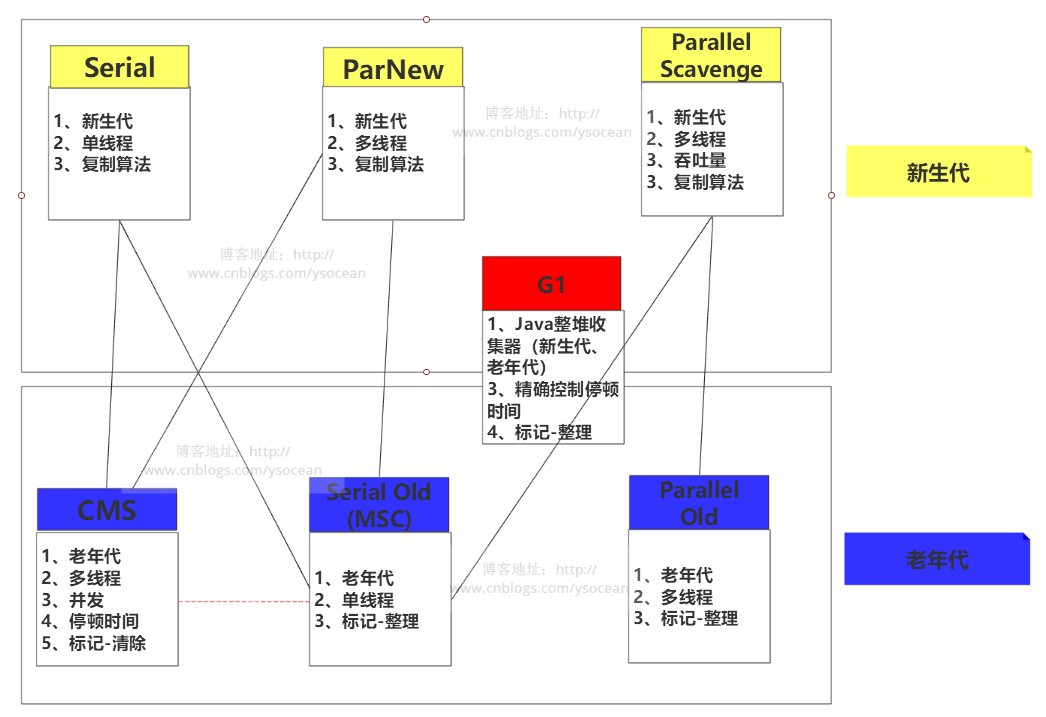 Serial
1、新生代
2、单线程
3、复制算法
ParNew
1、新生代
2、多线程
3、复制算法
Parallel
Scavenge
1、新生代
2、多线程
3、吞吐量
3、复制算法
博客地址：http://
www.cnblogs.com/ysocean
新生代
博客地址：http://
www.cnblogs.com/ysocean
G1
1、Java整堆收
集器（新生代、
老年代）
3、精确控制停顿
时间
4、标记-整理
博客地址：http://
www.cnblogs.com/ysocean
CMS
1、老年代
2、多线程
3、并发
4、停顿时间
5、标记-清除
Serial Old
(MSC)
1、老年代
2、单线程
3、标记-整理
博客地址：http://
www.cnblogs.com/ysocean
Parallel
Old
1、老年代
2、多线程
3、标记-整理
老年代